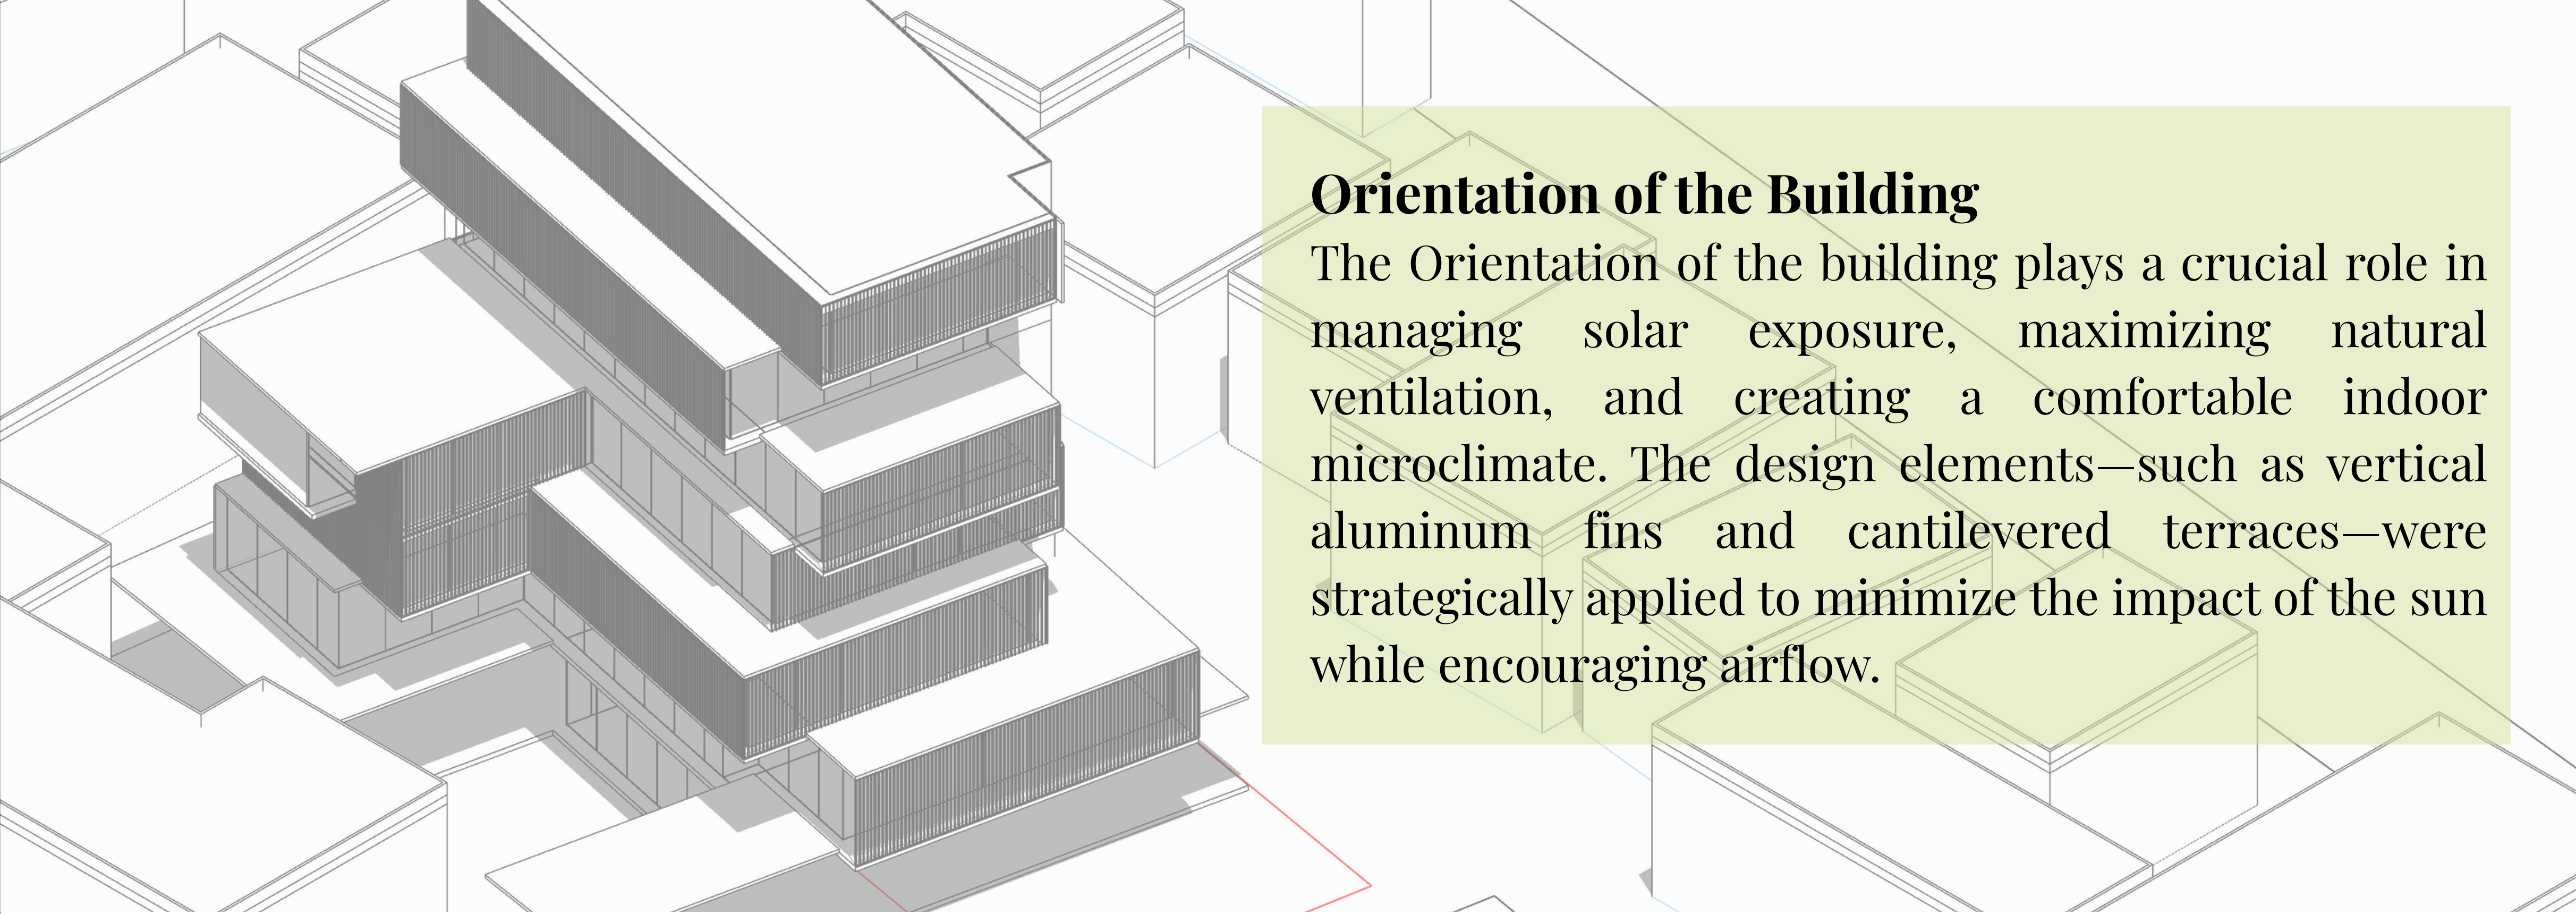 Orientation of the Building
The Orientation of the building plays a crucial role in
managing solar exposure, maximizing natural
ventilation, and creating a comfortable indoor
microclimate. The design elements—such as vertical
aluminum fins and cantilevered terraces—were
strategically applied to minimize the impact of the sun
while encouraging airflow.